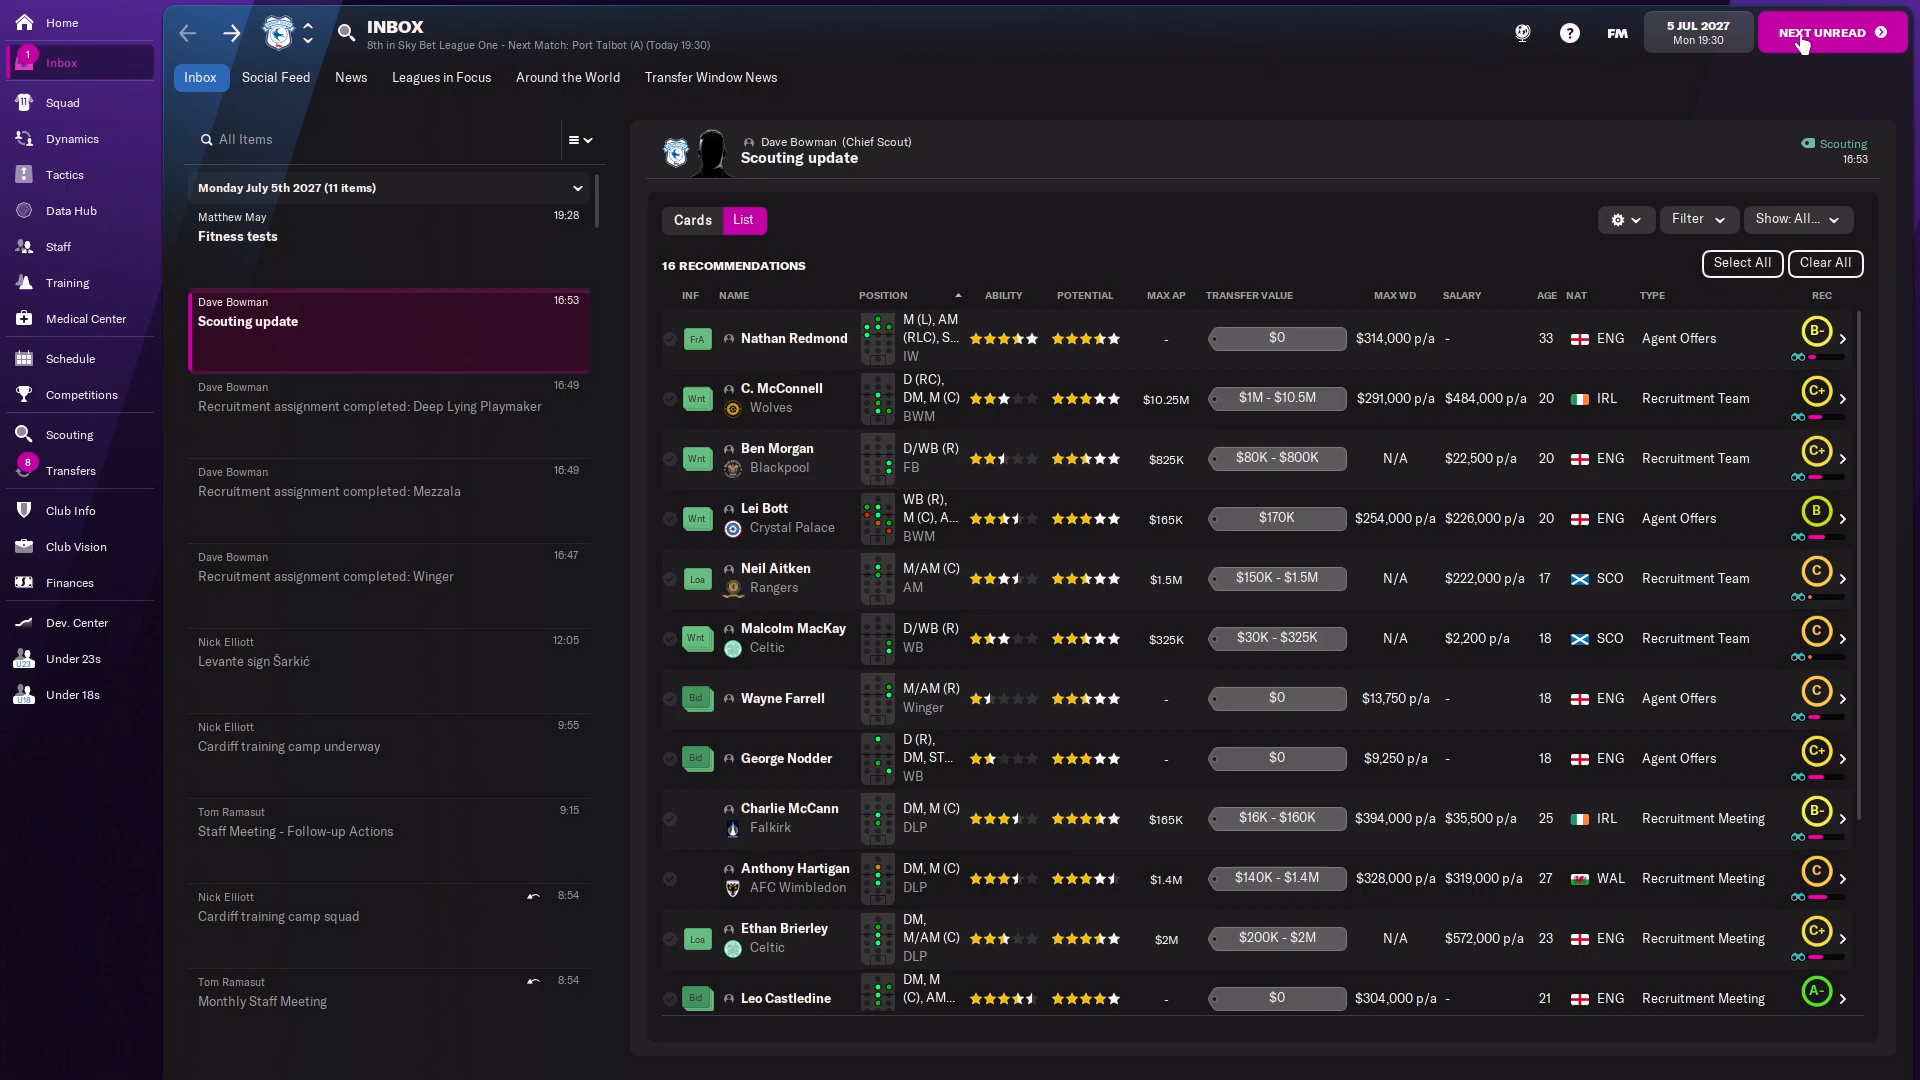 Home
1
Inbox
Squad
Dynamics
Tactics
Data Hub
Staff
Training
Medical Center
Schedule
Competitions
Scouting
8
Transfers
Club Info
Club Vision
Finances
Dev. Center
U23
Under 23s
U18
Under 18s
INBOX
8th in Sky Bet League One - Next Match: Port Talbot (A) (Today 19:30)
FM
5 JUL 2027
Mon 19:30
NEXT UNREAD
Inbox Social Feed News Leagues in Focus Around the World Transfer Window News
All Items
Monday July 5th 2027 (11 items)
Matthew May 19:28
Fitness tests
Dave Bowman 16:53
Scouting update
Dave Bowman 16:49
Recruitment assignment completed: Deep Lying Playmaker
Dave Bowman 16:49
Recruitment assignment completed: Mezzala
Dave Bowman 16:47
Recruitment assignment completed: Winger
Nick Elliott 12:05
Levante sign Šarkić
Nick Elliott 9:55
Cardiff training camp underway
Tom Ramasut 9:15
Staff Meeting - Follow-up Actions
Nick Elliott 8:54
Cardiff training camp squad
Tom Ramasut 8:54
Monthly Staff Meeting
Dave Bowman (Chief Scout)
Scouting update
Scouting
16:53
Cards List
Filter Show: All...
16 RECOMMENDATIONS
Select All Clear All
INF NAME POSITION ABILITY POTENTIAL MAX AP TRANSFER VALUE MAX WD SALARY AGE NAT TYPE REC
FrA Nathan Redmond M (L), AM (RLC), S... IW - $0 $314,000 p/a - 33 ENG Agent Offers B-
Wnt C. McConnell Wolves D (RC), DM, M (C) BWM $10.25M $1M - $10.5M $291,000 p/a $484,000 p/a 20 IRL Recruitment Team C+
Wnt Ben Morgan Blackpool D/WB (R) FB $825K $80K - $800K N/A $22,500 p/a 20 ENG Recruitment Team C+
Wnt Lei Bott Crystal Palace WB (R), M (C), A... BWM $165K $170K $254,000 p/a $226,000 p/a 20 ENG Agent Offers B
Loa Neil Aitken Rangers M/AM (C) AM $1.5M $150K - $1.5M N/A $222,000 p/a 17 SCO Recruitment Team C
Wnt Malcolm MacKay Celtic D/WB (R) WB $325K $30K - $325K N/A $2,200 p/a 18 SCO Recruitment Team C
Bid Wayne Farrell M/AM (R) Winger - $0 $13,750 p/a - 18 ENG Agent Offers C
Bid George Nodder D (R), DM, ST... WB - $0 $9,250 p/a - 18 ENG Agent Offers C+
Charlie McCann Falkirk DM, M (C) DLP $165K $16K - $160K $394,000 p/a $35,500 p/a 25 IRL Recruitment Meeting B-
Anthony Hartigan AFC Wimbledon DM, M (C) DLP $1.4M $140K - $1.4M $328,000 p/a $319,000 p/a 27 WAL Recruitment Meeting C
Loa Ethan Brierley Celtic DM, M/AM (C) DLP $2M $200K - $2M N/A $572,000 p/a 23 ENG Recruitment Meeting C+
Bid Leo Castledine DM, M (C), AM... - $0 $304,000 p/a - 21 ENG Recruitment Meeting A-